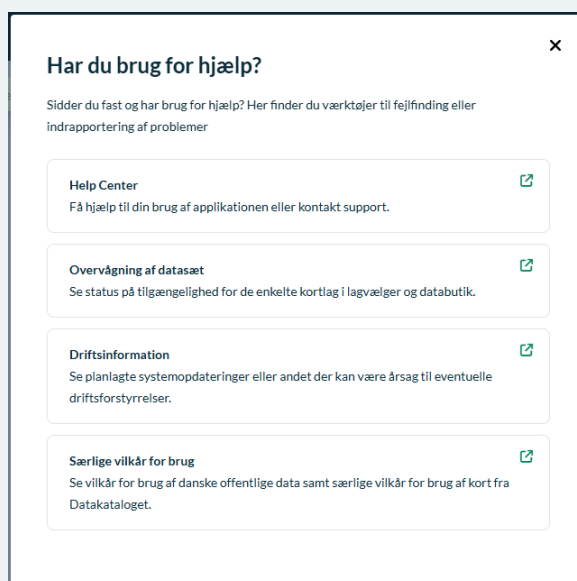 Har du brug for hjælp?
Sidder du fast og har brug for hjælp? Her finder du værktøjer til fejlfinding eller
indrapportering af problemer
Help Center
Få hjælp til din brug af applikationen eller kontakt support.
Overvågning af datasæt
Se status på tilgængelighed for de enkelte kortlag i lagvælger og databutik.
Driftsinformation
Se planlagte systemopdateringer eller andet der kan være årsag til eventuelle
driftsforstyrrelser.
Særlige vilkår for brug
Se vilkår for brug af danske offentlige data samt særlige vilkår for brug af kort fra
Datakataloget.